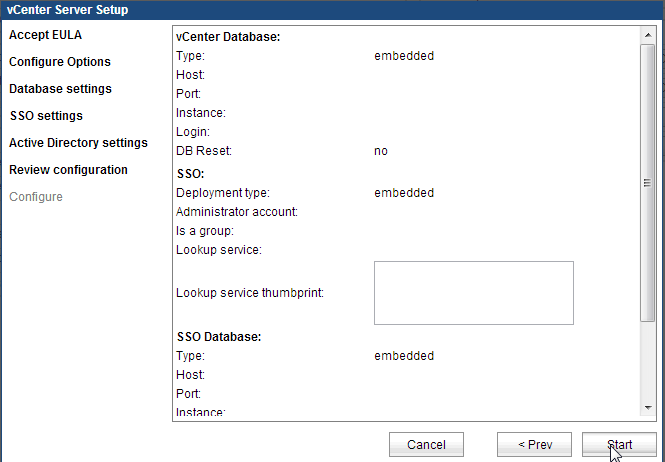 vCenter Server Setup
Accept EULA
Configure Options
Database settings
SSO settings
Active Directory settings
Review configuration
Configure
vCenter Database:
Type: embedded
Host:
Port:
Instance:
Login:
DB Reset: no
SSO:
Deployment type: embedded
Administrator account:
Is a group:
Lookup service:
Lookup service thumbprint:
SSO Database:
Type: embedded
Host:
Port:
Instance:
Cancel
< Prev
Start